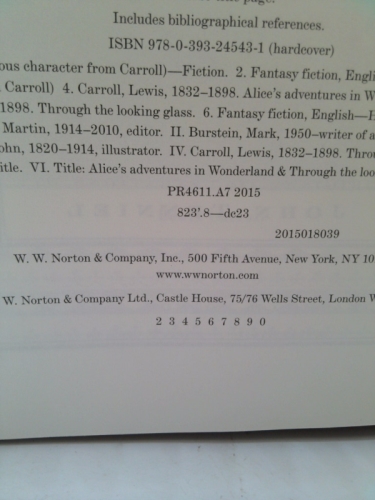 this page.
Includes bibliographical references.
ISBN 978-0-393-24543-1 (hardcover)
ous character from Carroll)—Fiction. 2. Fantasy fiction, Engli
Carroll) 4. Carroll, Lewis, 1832–1898. Alice's adventures in W
1898. Through the looking glass. 6. Fantasy fiction, English—H
Martin, 1914–2010, editor. II. Burstein, Mark, 1950–writer of a
ohn, 1820–1914, illustrator. IV. Carroll, Lewis, 1832–1898. Thro
itle. VI. Title: Alice's adventures in Wonderland & Through the loo
PR4611.A7 2015
823'.8—dc23
2015018039
W. W. Norton & Company, Inc., 500 Fifth Avenue, New York, NY 10
www.wwnorton.com
W. Norton & Company Ltd., Castle House, 75/76 Wells Street, London W
2 3 4 5 6 7 8 9 0